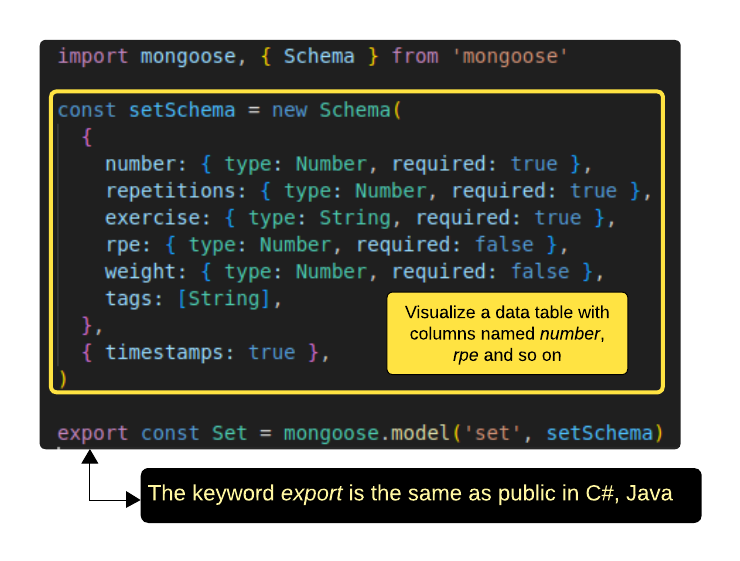 import mongoose, { Schema } from 'mongoose'
const setSchema = new Schema(
{
number: { type: Number, required: true },
repetitions: { type: Number, required: true },
exercise: { type: String, required: true },
rpe: { type: Number, required: false },
weight: { type: Number, required: false },
tags: [String],
},
{ timestamps: true },
)
Visualize a data table with
columns named number,
rpe and so on
export const Set = mongoose.model('set', setSchema)
The keyword export is the same as public in C#, Java